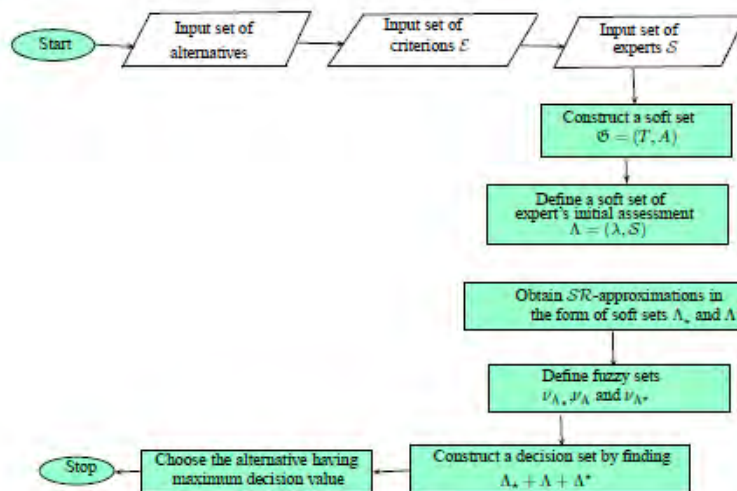 Start
Input set of
alternatives
Input set of
criterions ℰ
Input set of
experts 𝒮
Construct a soft set
𝔊 = (T, A)
Define a soft set of
expert's initial assessment
Λ = (λ, 𝒮)
Obtain 𝒮ℛ-approximations in
the form of soft sets Λ⋆ and Λ
Define fuzzy sets
ν_Λ⋆, ν_Λ and ν_Λ⋆
Construct a decision set by finding
Λ⋆ + Λ + Λ⋆
Choose the alternative having
maximum decision value
Stop